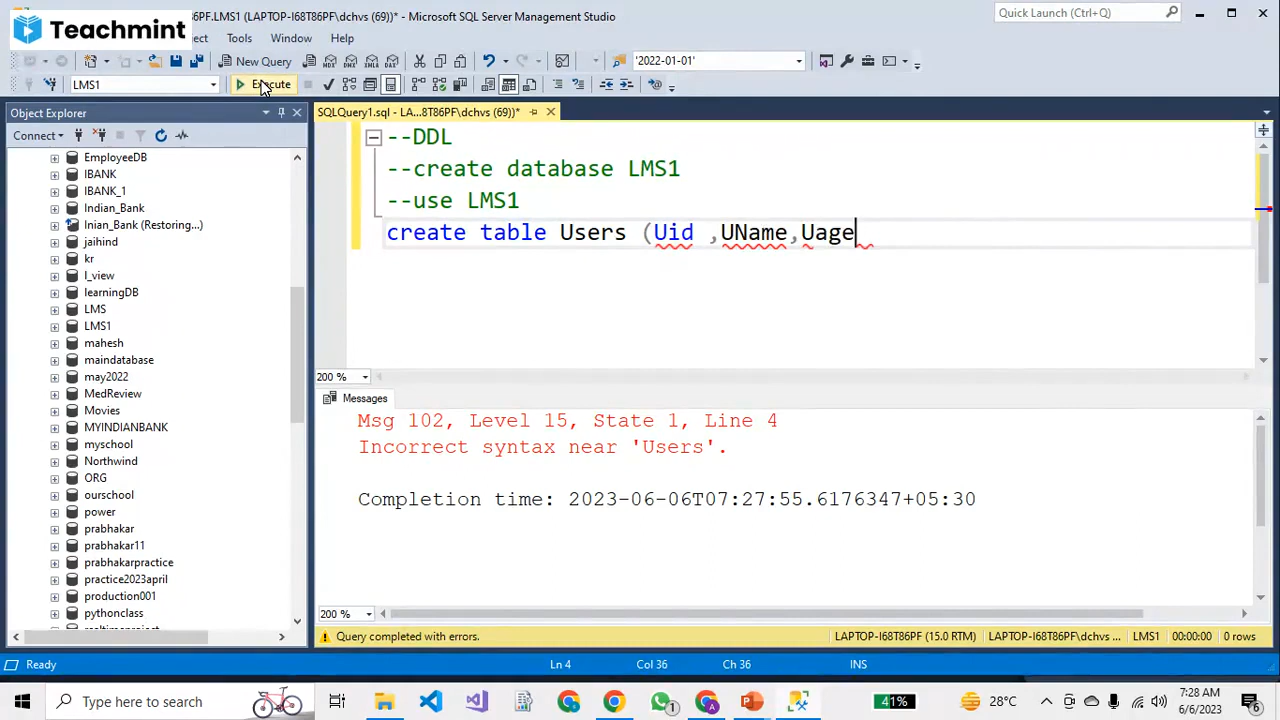 Teachmint
PF.LMS1 (LAPTOP-I68T86PF\dchvs (69))* - Microsoft SQL Server Management Studio
Quick Launch (Ctrl+Q)
ect Tools Window Help
New Query
'2022-01-01'
LMS1
Execute
Object Explorer
SQLQuery1.sql - LA...8T86PF\dchvs (69))*
Connect
EmployeeDB
IBANK
IBANK_1
Indian_Bank
Inian_Bank (Restoring...)
jaihind
kr
l_view
learningDB
LMS
LMS1
mahesh
maindatabase
may2022
MedReview
Movies
MYINDIANBANK
myschool
Northwind
ORG
ourschool
power
prabhakar
prabhakar11
prabhakarpractice
practice2023april
production001
pythonclass
realtimeproject
--DDL
--create database LMS1
--use LMS1
create table Users (Uid ,UName,Uage
200 %
Messages
Msg 102, Level 15, State 1, Line 4
Incorrect syntax near 'Users'.
Completion time: 2023-06-06T07:27:55.6176347+05:30
200 %
Query completed with errors.
LAPTOP-I68T86PF (15.0 RTM)
LAPTOP-I68T86PF\dchvs ...
LMS1
00:00:00
0 rows
Ready
Ln 4
Col 36
Ch 36
INS
Type here to search
1
41%
28°C
7:28 AM
6/6/2023
6